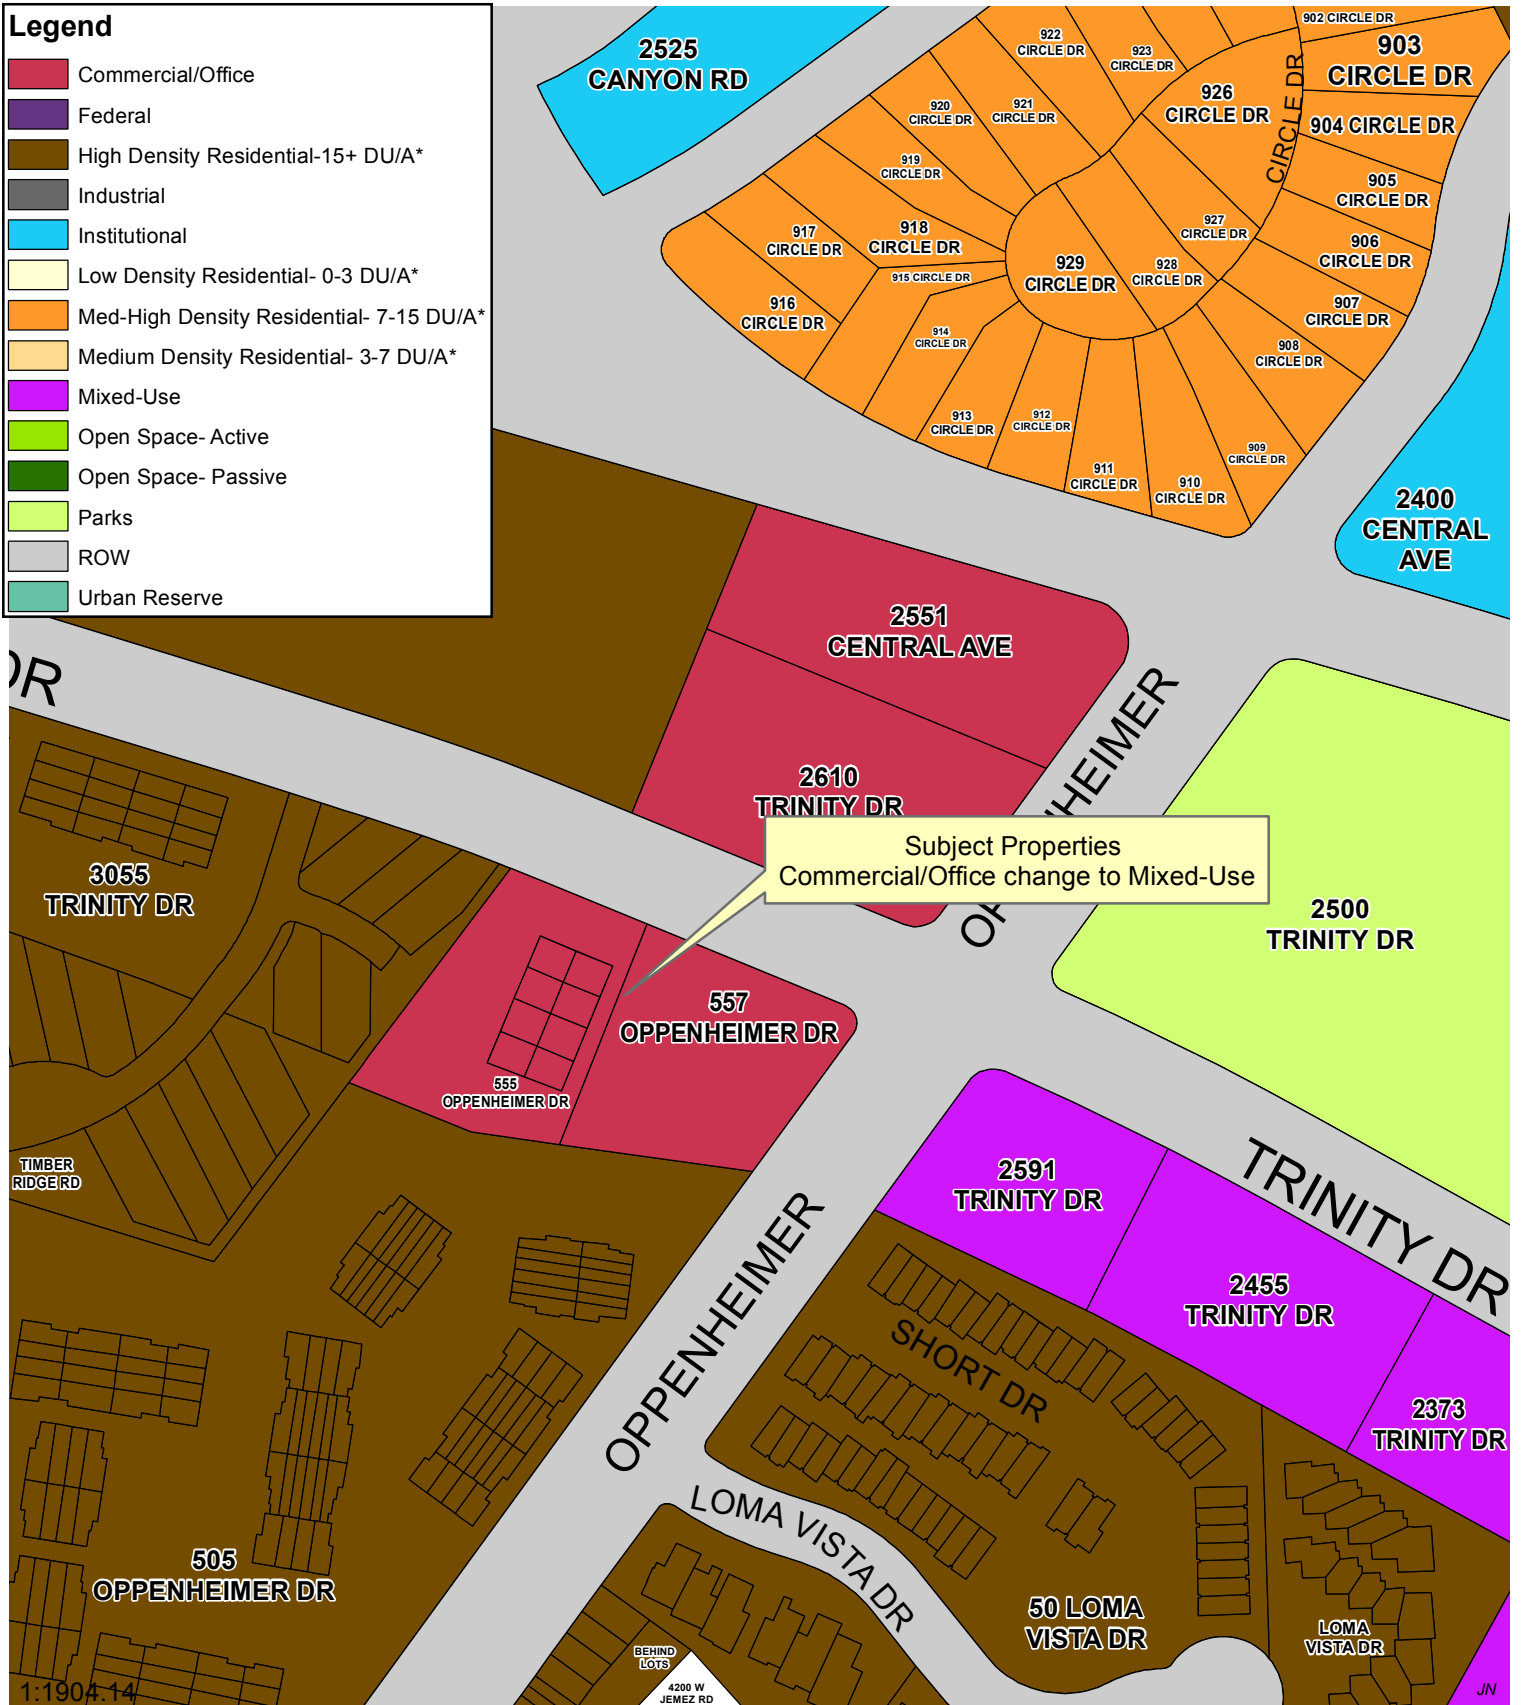 Legend
Commercial/Office
Federal
High Density Residential-15+ DU/A*
Industrial
Institutional
Low Density Residential- 0-3 DU/A*
Med-High Density Residential- 7-15 DU/A*
Medium Density Residential- 3-7 DU/A*
Mixed-Use
Open Space- Active
Open Space- Passive
Parks
ROW
Urban Reserve
2525
CANYON RD
902 CIRCLE DR
903
CIRCLE DR
922
CIRCLE DR
923
CIRCLE DR
926
CIRCLE DR
CIRCLE DR
904 CIRCLE DR
920
CIRCLE DR
921
CIRCLE DR
919
CIRCLE DR
905
CIRCLE DR
917
CIRCLE DR
918
CIRCLE DR
927
CIRCLE DR
906
CIRCLE DR
915 CIRCLE DR
929
CIRCLE DR
928
CIRCLE DR
916
CIRCLE DR
907
CIRCLE DR
914
CIRCLE DR
908
CIRCLE DR
913
CIRCLE DR
912
CIRCLE DR
909
CIRCLE DR
911
CIRCLE DR
910
CIRCLE DR
2400
CENTRAL
AVE
2551
CENTRAL AVE
DR
2610
TRINITY DR
Subject Properties
Commercial/Office change to Mixed-Use
3055
TRINITY DR
2500
TRINITY DR
557
OPPENHEIMER DR
555
OPPENHEIMER DR
TIMBER
RIDGE RD
2591
TRINITY DR
TRINITY DR
2455
TRINITY DR
OPPENHEIMER
SHORT DR
2373
TRINITY DR
LOMA VISTA DR
505
OPPENHEIMER DR
50 LOMA
VISTA DR
LOMA
VISTA DR
BEHIND
LOTS
4200 W
JEMEZ RD
1:1904.14
JN